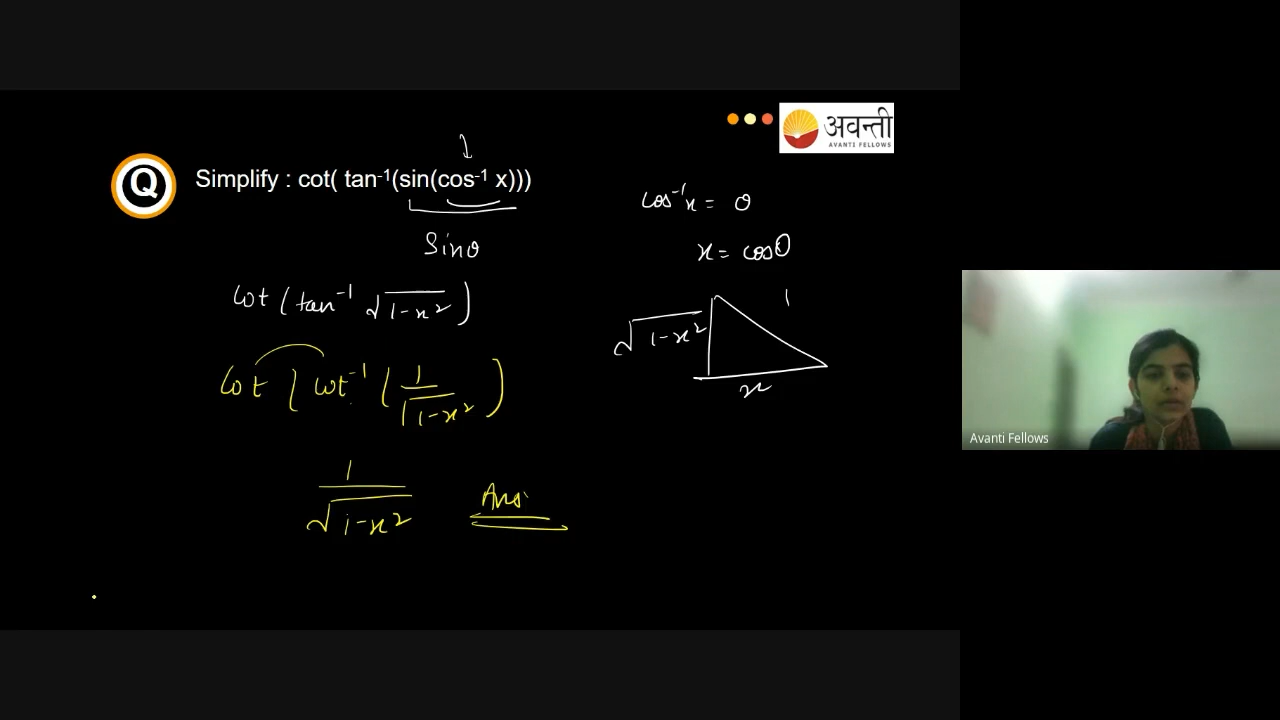 अवन्ती
AVANTI FELLOWS
Q
Simplify : cot( tan⁻¹(sin(cos⁻¹ x)))
cos⁻¹x = θ
sinθ
x = cosθ
cot(tan⁻¹ √1-x²)
1
√1-x²
x
cot(cot⁻¹(1/√1-x²)
1/√1-x² Ans
Avanti Fellows